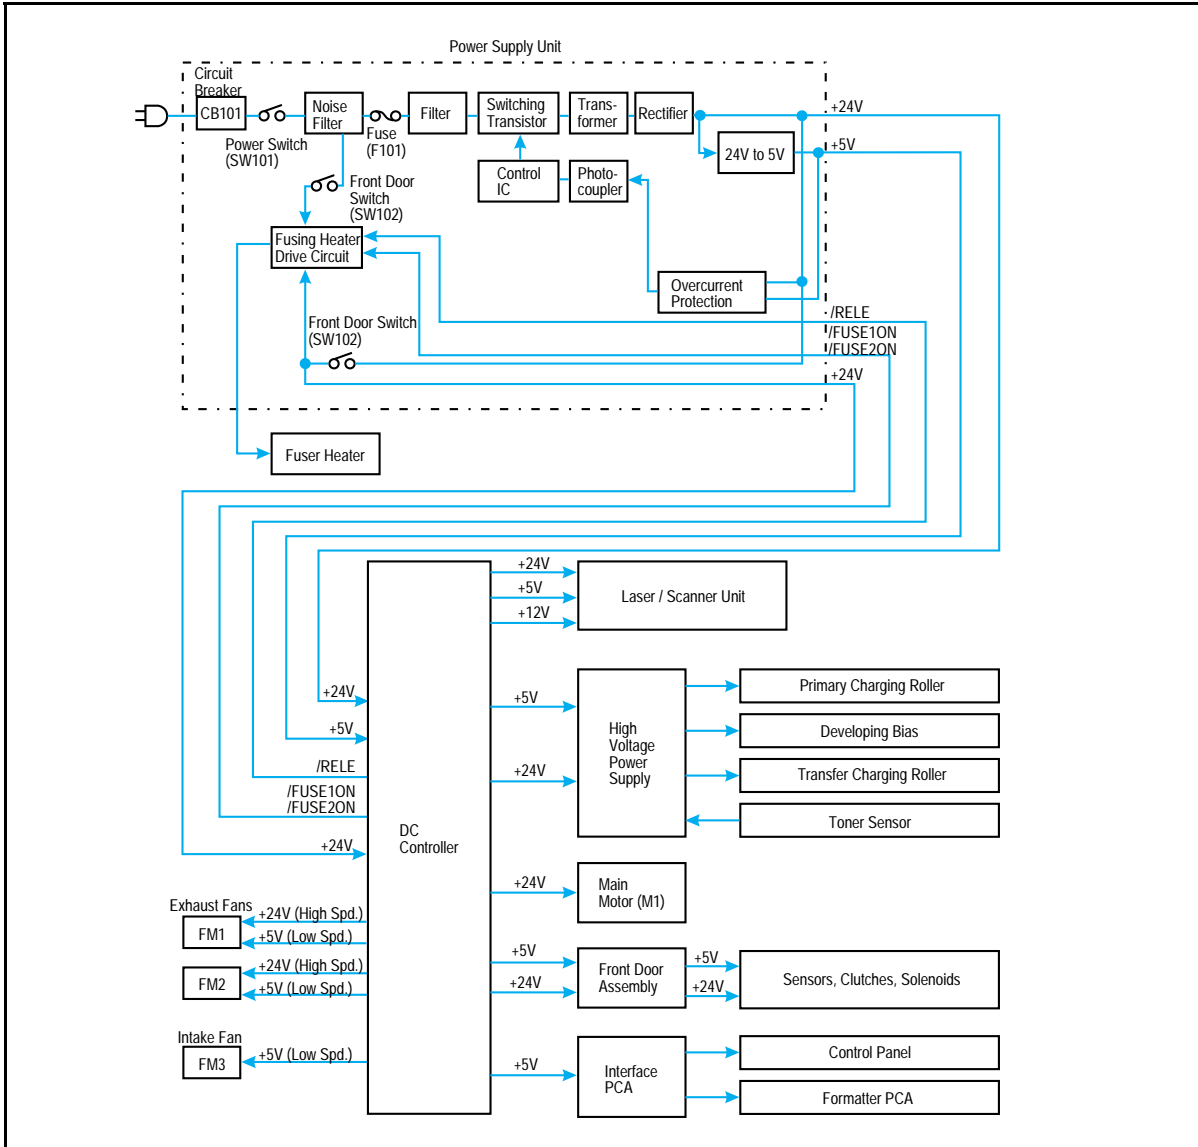 Power Supply Unit
Circuit
Breaker
CB101
Power Switch
(SW101)
Noise
Filter
Fuse
(F101)
Filter
Switching
Transistor
Trans-
former
Rectifier
+24V
24V to 5V
+5V
Control
IC
Photo-
coupler
Front Door
Switch
(SW102)
Fusing Heater
Drive Circuit
Overcurrent
Protection
/RELE
/FUSE1ON
/FUSE2ON
+24V
Front Door Switch
(SW102)
Fuser Heater
DC
Controller
+24V
+5V
+12V
Laser / Scanner Unit
+24V
+5V
/RELE
/FUSE1ON
/FUSE2ON
+24V
+5V
+24V
High
Voltage
Power
Supply
Primary Charging Roller
Developing Bias
Transfer Charging Roller
Toner Sensor
+24V
Main
Motor (M1)
Exhaust Fans
FM1
+24V (High Spd.)
+5V (Low Spd.)
FM2
+24V (High Spd.)
+5V (Low Spd.)
Intake Fan
FM3
+5V (Low Spd.)
+5V
+24V
Front Door
Assembly
+5V
+24V
Sensors, Clutches, Solenoids
+5V
Interface
PCA
Control Panel
Formatter PCA